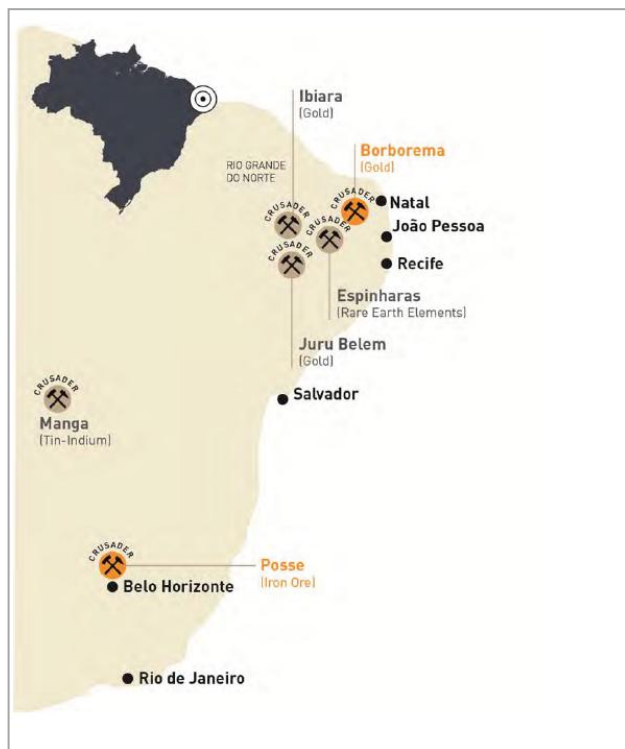 Ibiara
(Gold)
RIO GRANDE
DO NORTE
Borborema
(Gold)
CRUSADER
Natal
CRUSADER
CRUSADER
João Pessoa
CRUSADER
Recife
Espinharas
(Rare Earth Elements)
Juru Belem
(Gold)
CRUSADER
Salvador
Manga
(Tin-Indium)
CRUSADER
Posse
(Iron Ore)
Belo Horizonte
Rio de Janeiro